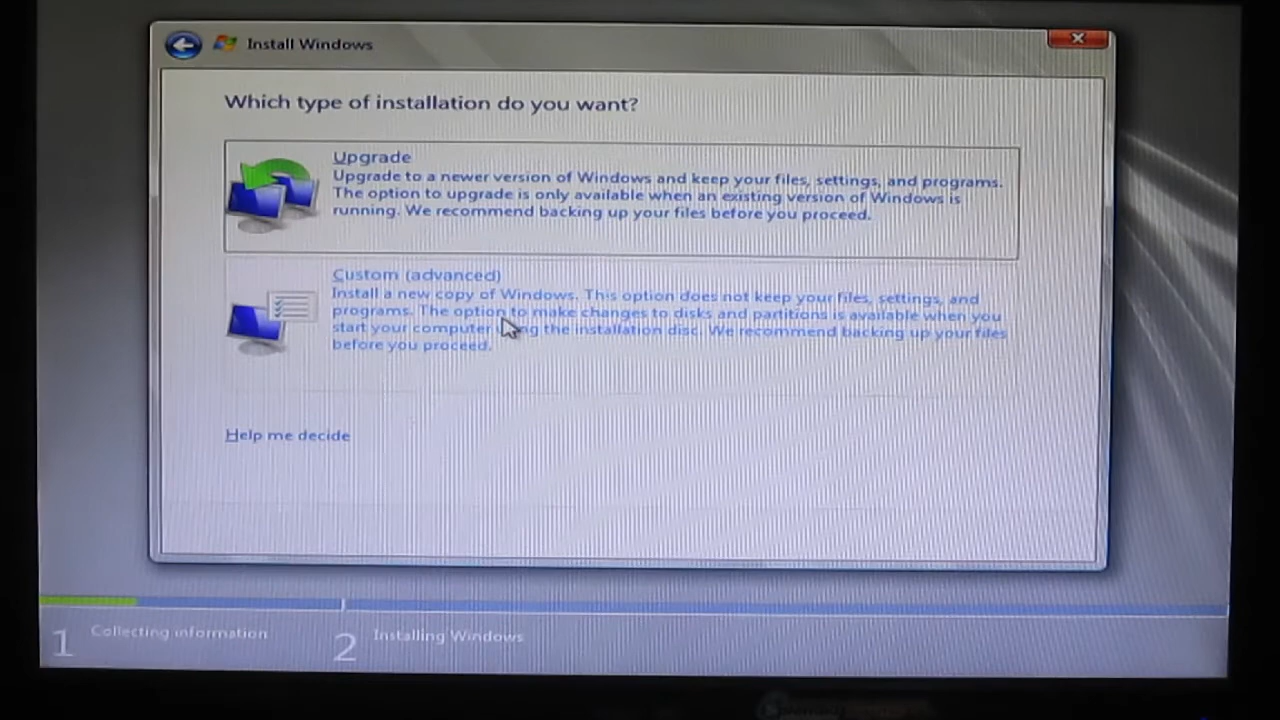 Install Windows
Which type of installation do you want?
Upgrade
Upgrade to a newer version of Windows and keep your files, settings, and programs.
The option to upgrade is only available when an existing version of Windows is
running. We recommend backing up your files before you proceed.
Custom (advanced)
Install a new copy of Windows. This option does not keep your files, settings, and
programs. The option to make changes to disks and partitions is available when you
start your computer the installation disc. We recommend backing up your files
before you proceed.
Help me decide
1 Collecting information
2 Installing Windows